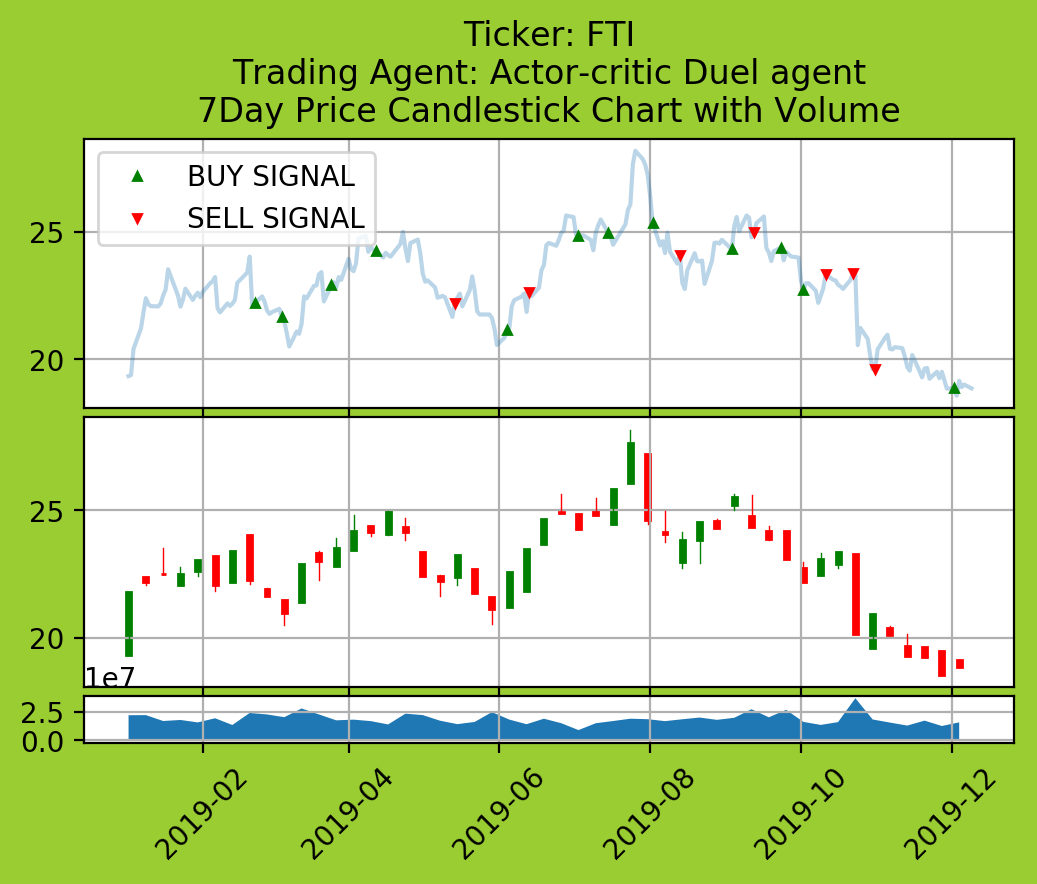 Ticker: FTI
Trading Agent: Actor-critic Duel agent
7Day Price Candlestick Chart with Volume
BUY SIGNAL
SELL SIGNAL
25
20
25
20
1e7
2.5
0.0
2019-02
2019-04
2019-06
2019-08
2019-10
2019-12